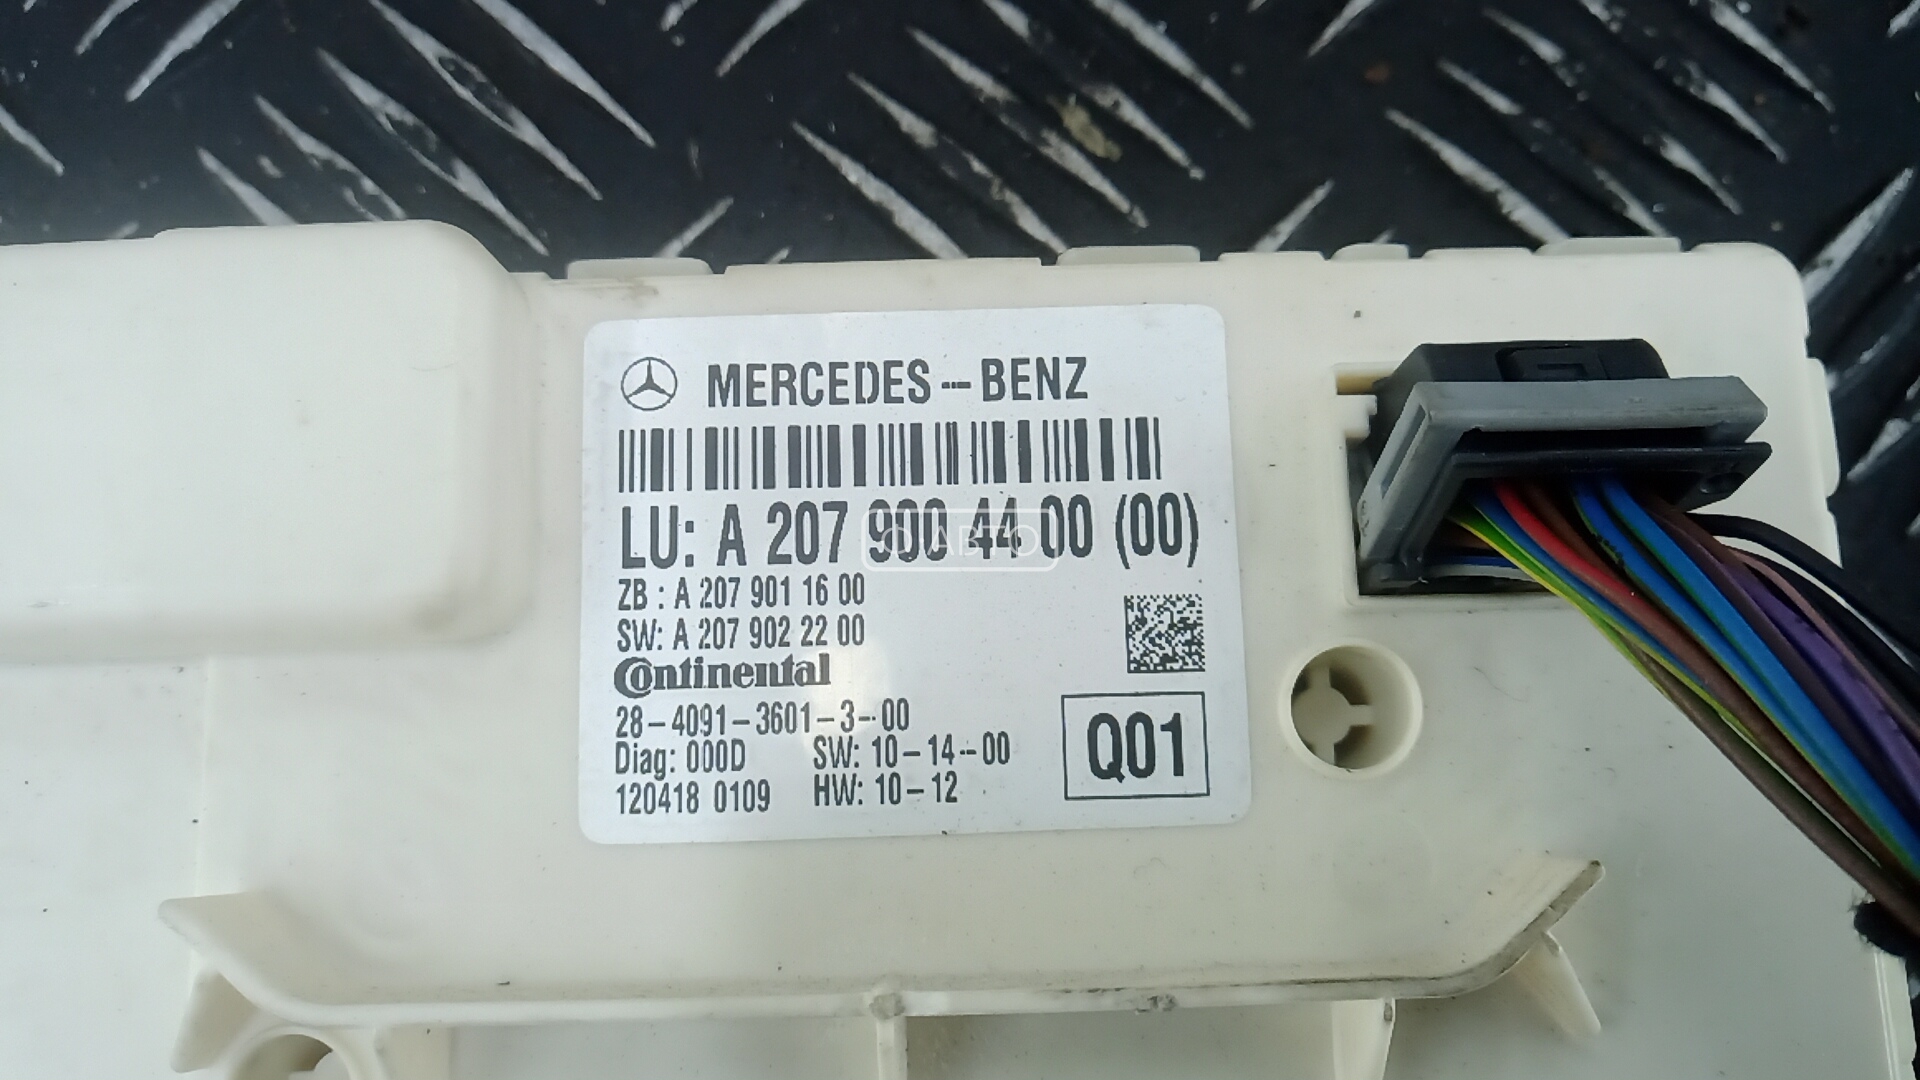 MERCEDES--BENZ
LU: A 207 900 44 00 (00)
АВТО
ZB : A 207 901 16 00
SW: A 207 902 22 00
Continental
28-4091-3601-3-00
Diag: 000D SW: 10-14-00
120418 0109 HW: 10-12
Q01